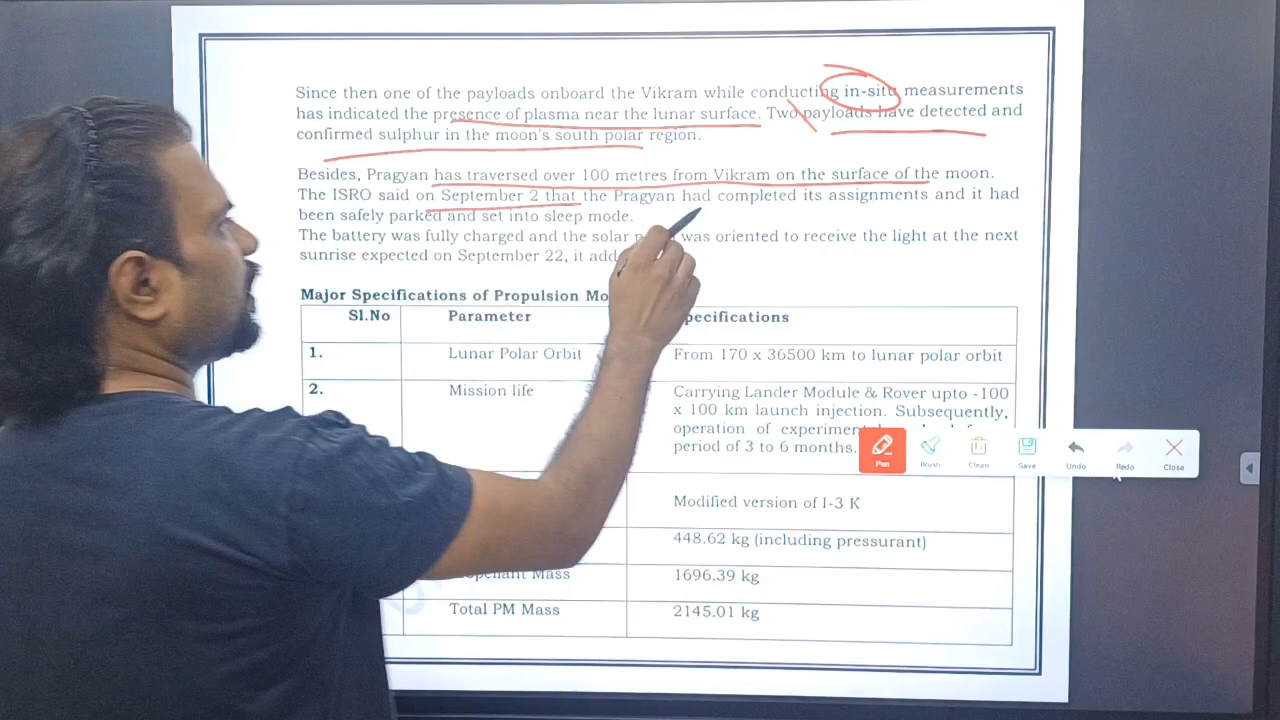 Since then one of the payloads onboard the Vikram while conducting in-situ measurements
has indicated the presence of plasma near the lunar surface. Two payloads have detected and
confirmed sulphur in the moon's south polar region.
Besides, Pragyan has traversed over 100 metres from Vikram on the surface of the moon.
The ISRO said on September 2 that the Pragyan had completed its assignments and it had
been safely parked and set into sleep mode.
The battery was fully charged and the solar was oriented to receive the light at the next
sunrise expected on September 22, it
Major Specifications of Propulsion
Sl.No Parameter
1. Lunar Polar Orbit From 170 x 36500 km to lunar polar orbit
2. Mission life Carrying Lander Module & Rover upto -100
x 100 km launch injection. Subsequently,
operation of
period of 3 to 6 months.
Pen Brush Clean Save Undo Redo Close
Modified version of I-3 K
448.62 kg (including pressurant)
Mass 1696.39 kg
Total PM Mass 2145.01 kg